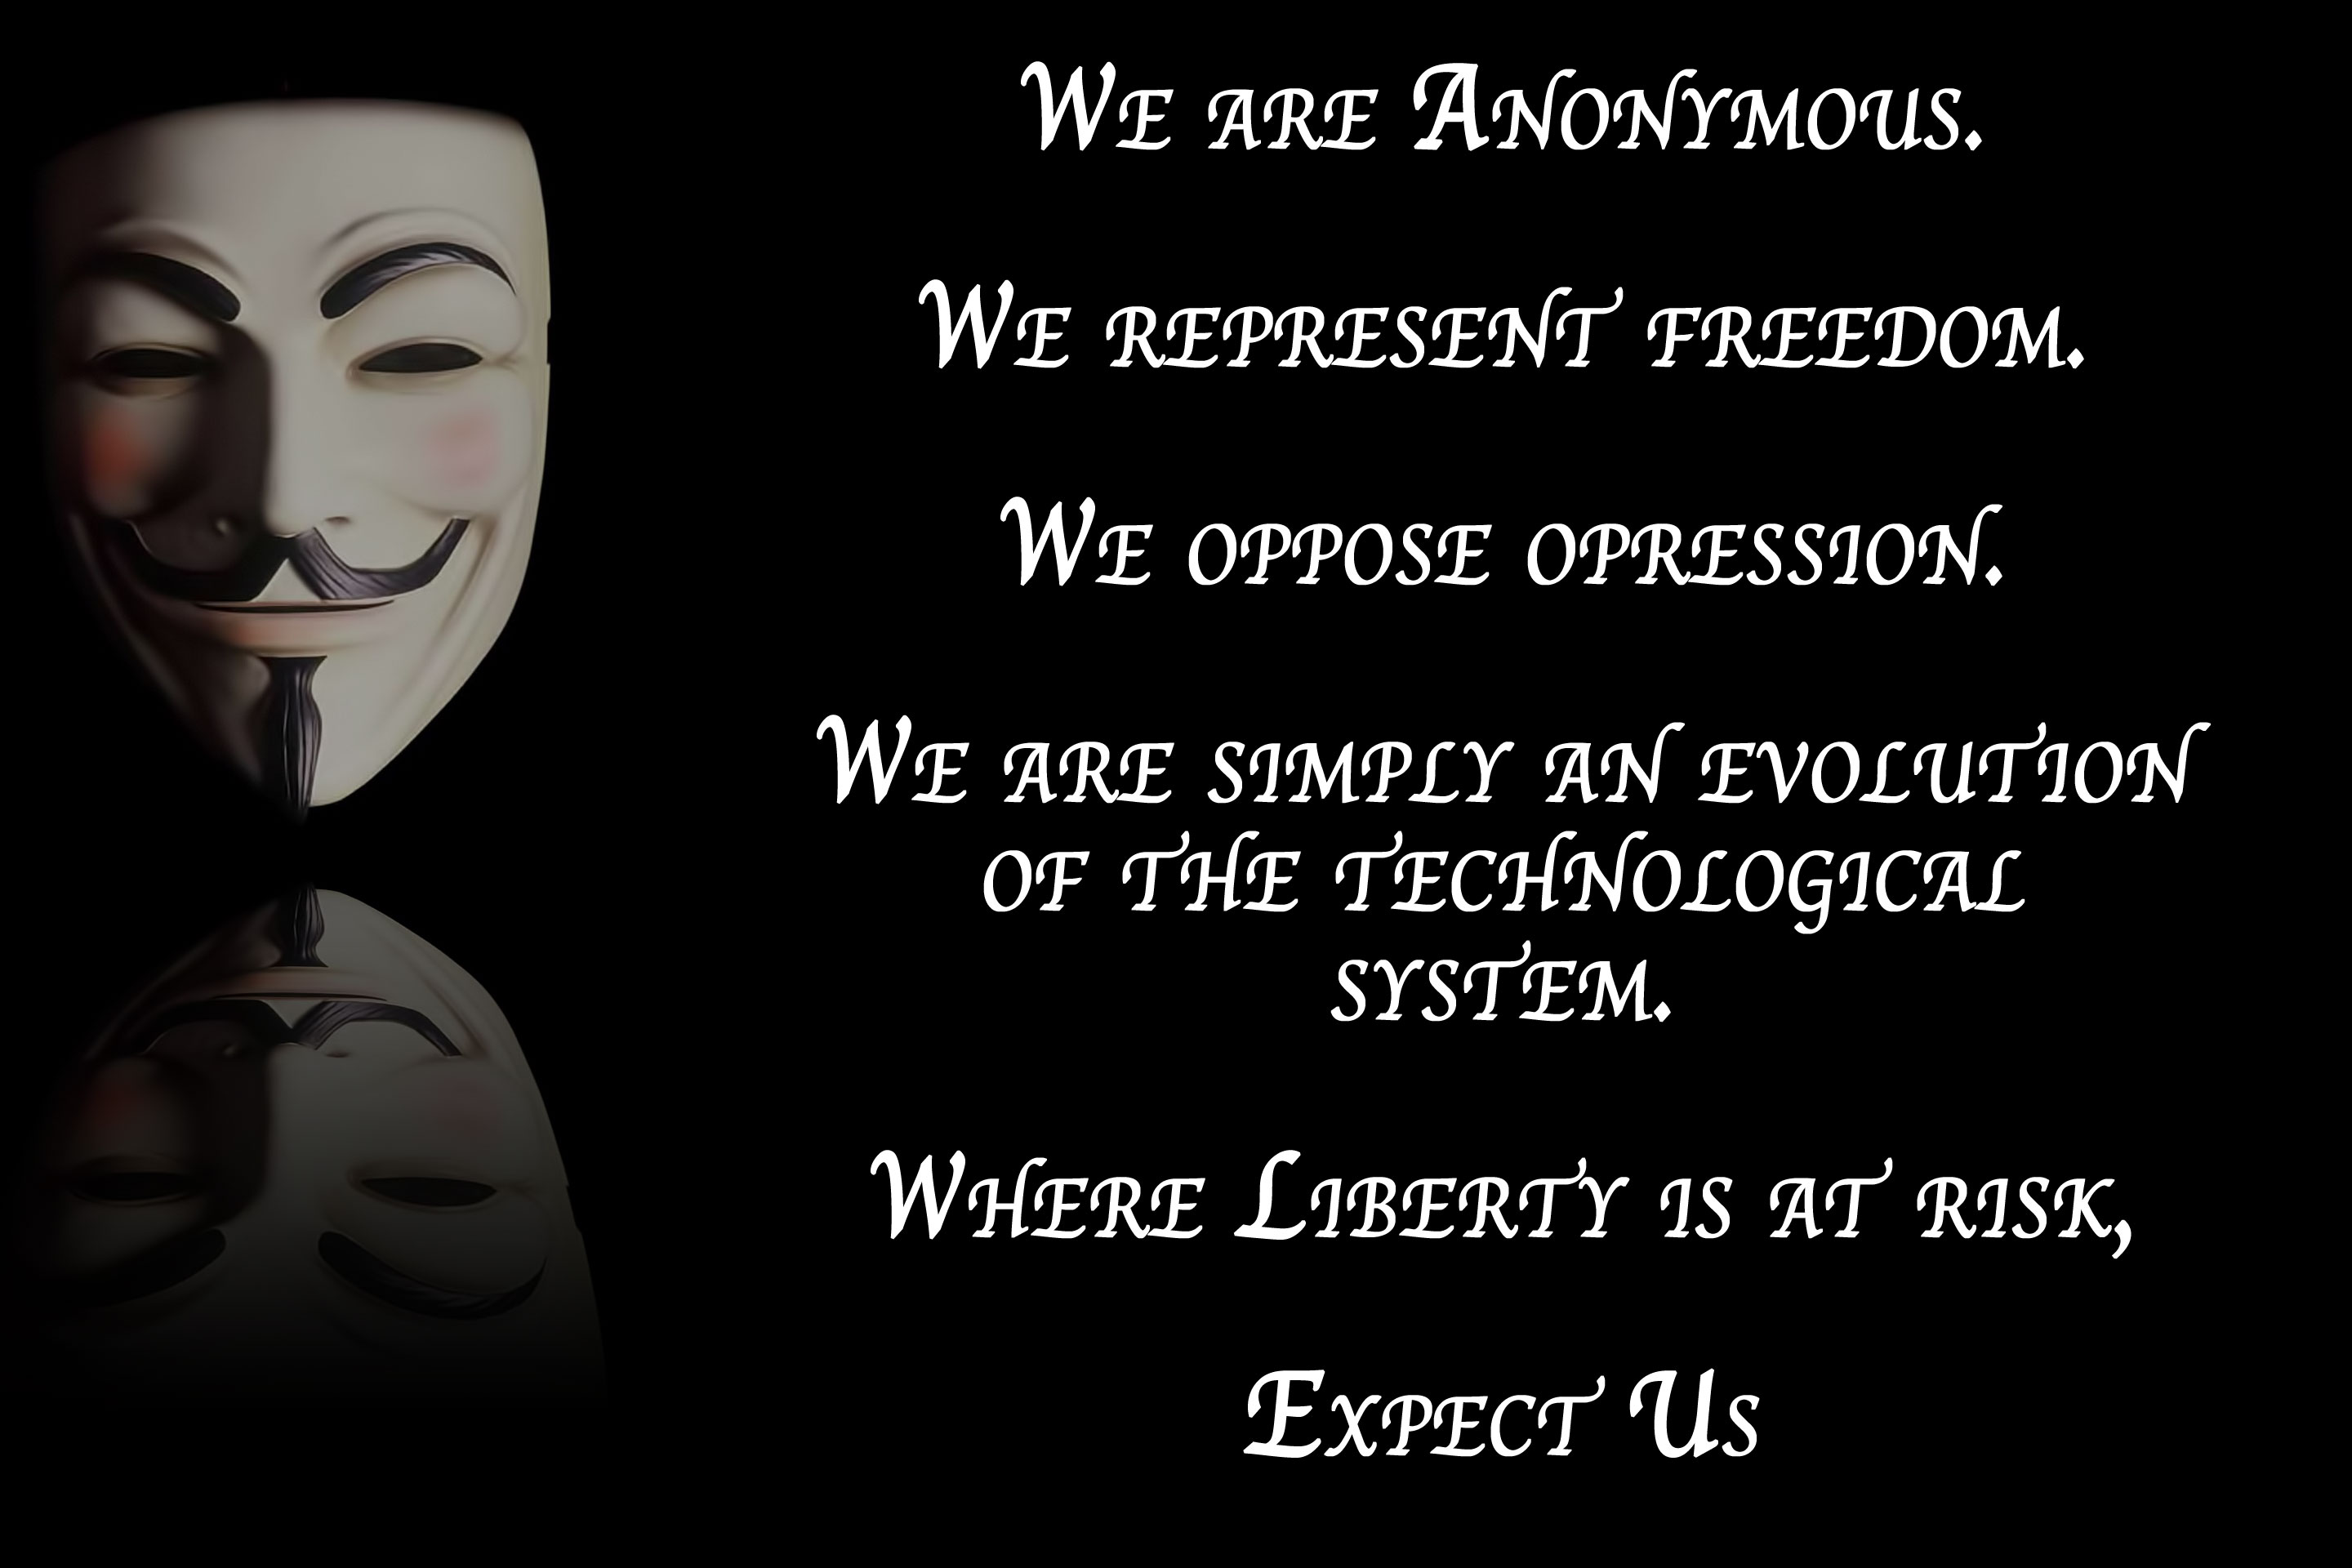 We are Anonymous.
We represent freedom.
We oppose opression.
We are simply an evolution
of the technological
system.
Where Liberty is at risk,
Expect Us